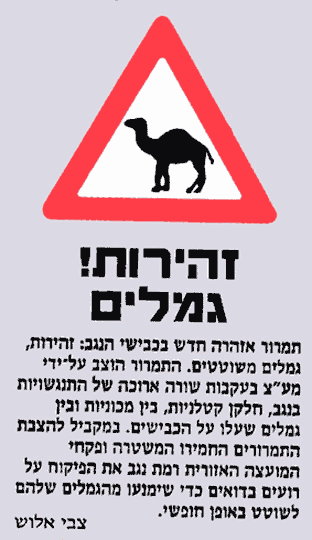 זהירות!
גמלים
תמרור אזהרה חדש בכבישי הנגב: זהירות,
גמלים משוטטים. התמרור הוצב על־ידי
מע״צ בעקבות שורה ארוכה של התנגשויות
בנגב, חלקן קטלניות, בין מכוניות ובין
גמלים שעלו על הכבישים. במקביל להצבת
התמרורים החמירו המשטרה ופקחי
המועצה האזורית רמת נגב את הפיקוח על
רועים בדואים כדי שימנעו מהגמלים שלהם
לשוטט באופן חופשי.
צבי אלוש